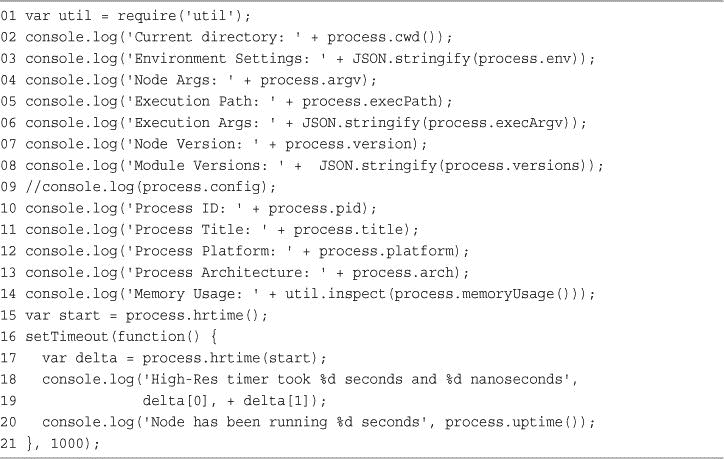 01 var util = require('util');
02 console.log('Current directory: ' + process.cwd());
03 console.log('Environment Settings: ' + JSON.stringify(process.env));
04 console.log('Node Args: ' + process.argv);
05 console.log('Execution Path: ' + process.execPath);
06 console.log('Execution Args: ' + JSON.stringify(process.execArgv));
07 console.log('Node Version: ' + process.version);
08 console.log('Module Versions: ' +  JSON.stringify(process.versions));
09 //console.log(process.config);
10 console.log('Process ID: ' + process.pid);
11 console.log('Process Title: ' + process.title);
12 console.log('Process Platform: ' + process.platform);
13 console.log('Process Architecture: ' + process.arch);
14 console.log('Memory Usage: ' + util.inspect(process.memoryUsage()));
15 var start = process.hrtime();
16 setTimeout(function() {
17   var delta = process.hrtime(start);
18   console.log('High-Res timer took %d seconds and %d nanoseconds',
19               delta[0], + delta[1]);
20   console.log('Node has been running %d seconds', process.uptime());
21 }, 1000);